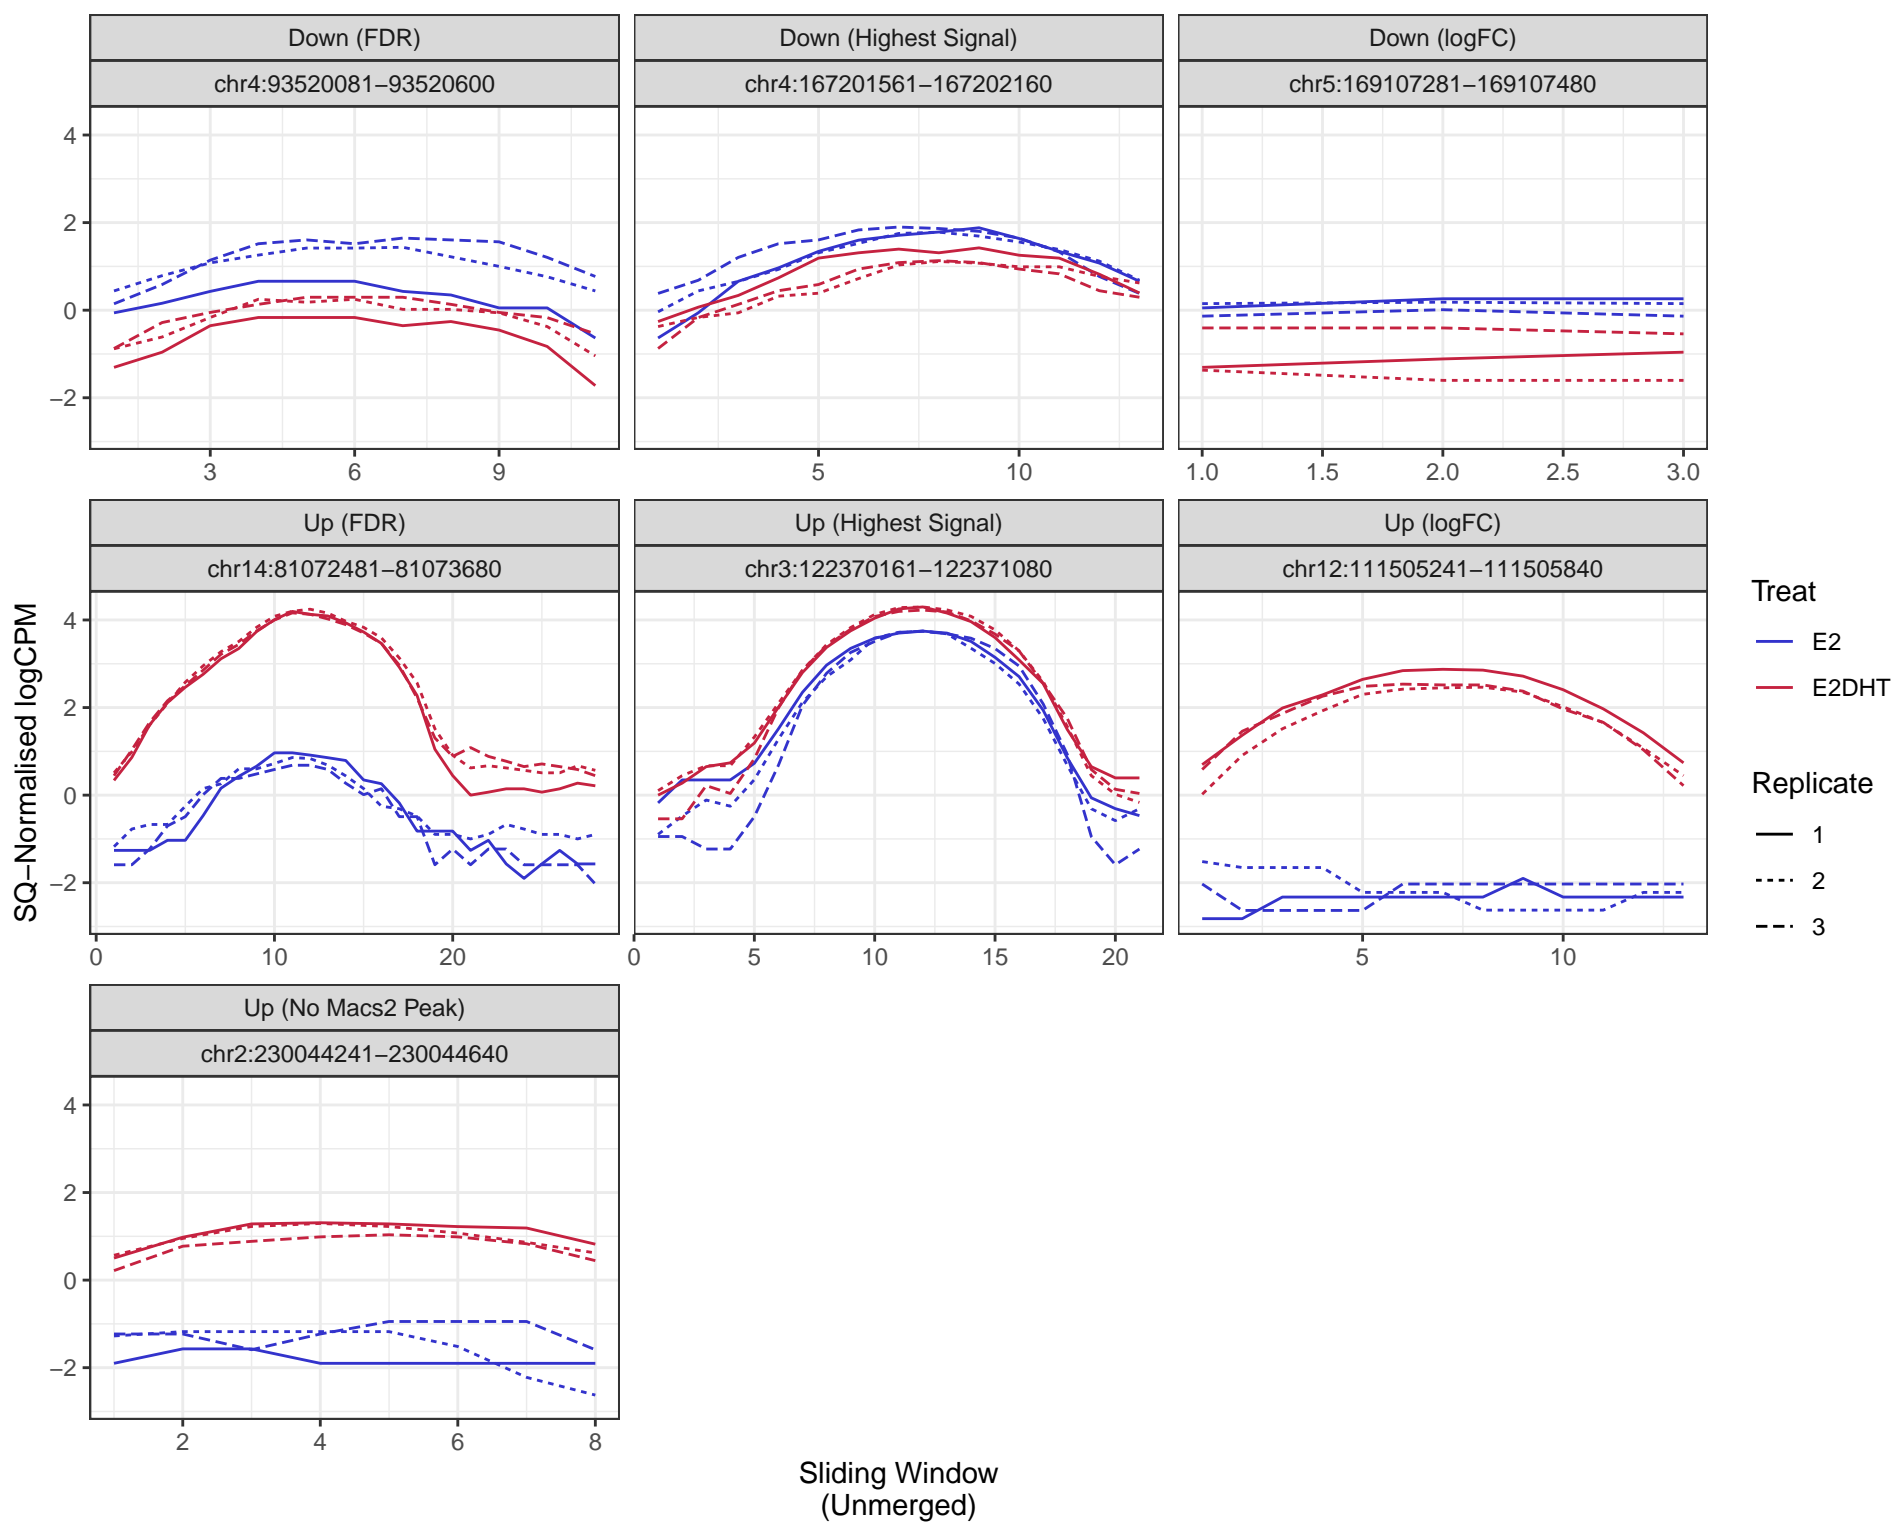 Down (FDR)
Down (Highest Signal)
Down (logFC)
chr4:93520081−93520600
chr4:167201561−167202160
chr5:169107281−169107480
4
2
0
−2
3 6 9
5 10
1.0 1.5 2.0 2.5 3.0
Up (FDR)
Up (Highest Signal)
Up (logFC)
chr14:81072481−81073680
chr3:122370161−122371080
chr12:111505241−111505840
4
2
0
−2
0 10 20
0 5 10 15 20
5 10
Up (No Macs2 Peak)
chr2:230044241−230044640
4
2
0
−2
2 4 6 8
SQ−Normalised logCPM
Sliding Window
(Unmerged)
Treat
E2
E2DHT
Replicate
1
2
3